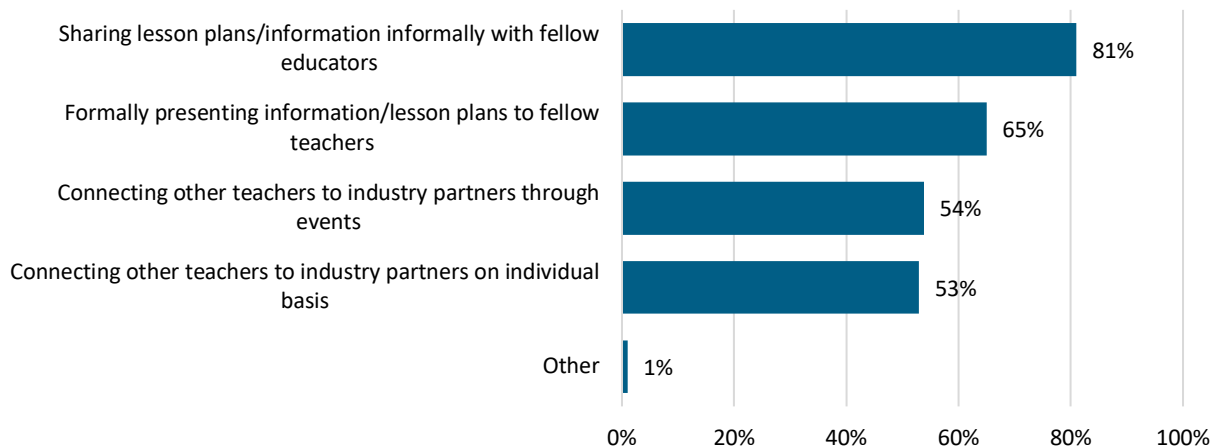 Sharing lesson plans/information informally with fellow
educators
81%
Formally presenting information/lesson plans to fellow
teachers
65%
Connecting other teachers to industry partners through
events
54%
Connecting other teachers to industry partners on individual
basis
53%
Other
1%
0% 20% 40% 60% 80% 100%